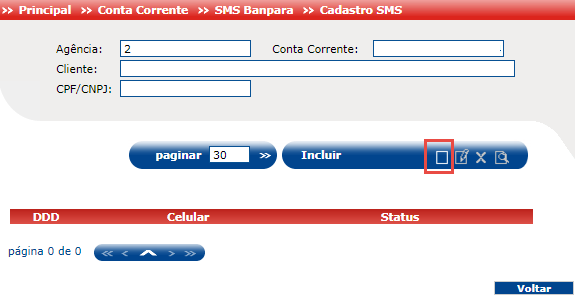 >> Principal >> Conta Corrente >> SMS Banpara >> Cadastro SMS
Agência: 2 Conta Corrente: .
Cliente:
CPF/CNPJ:
paginar 30 >> Incluir
DDD Celular Status
página 0 de 0 << < > >>
Voltar